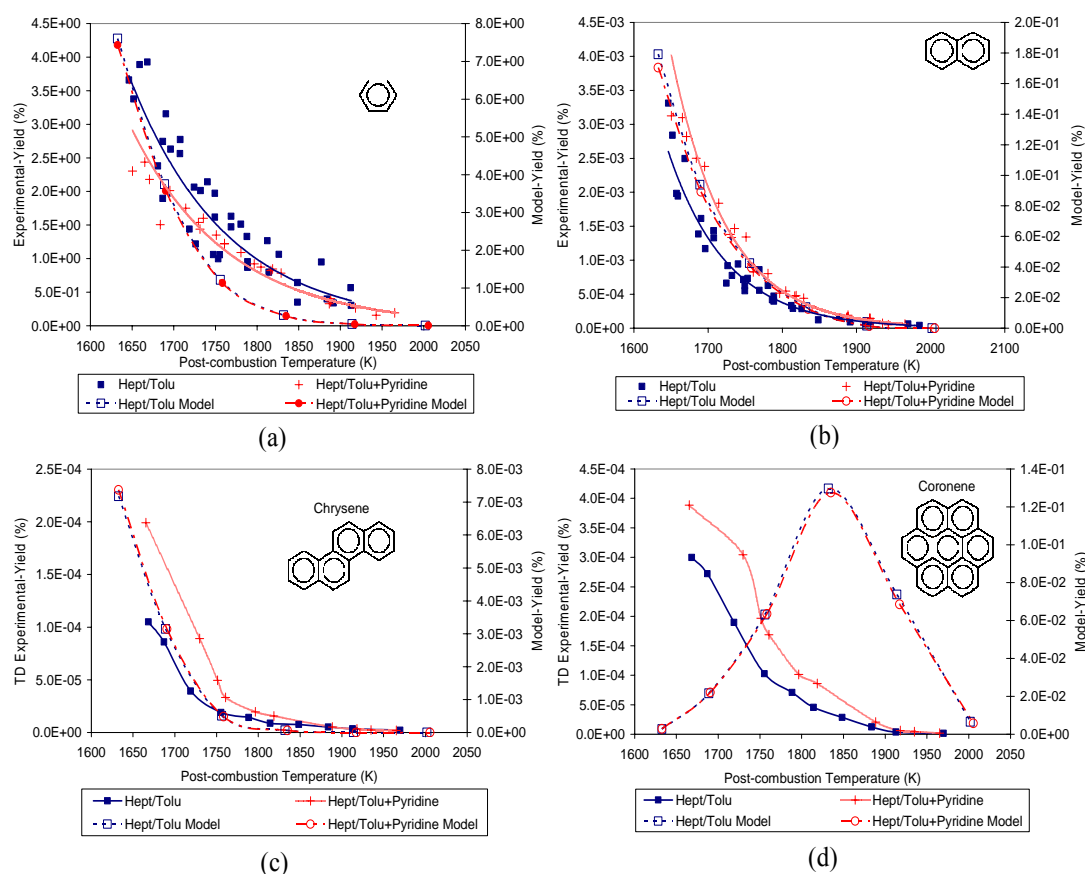 4.5E+00
4.0E+00
3.5E+00
3.0E+00
2.5E+00
2.0E+00
1.5E+00
1.0E+00
5.0E-01
0.0E+00
Experimental-Yield (%)
8.0E+00
7.0E+00
6.0E+00
5.0E+00
4.0E+00
3.0E+00
2.0E+00
1.0E+00
0.0E+00
Model-Yield (%)
1600 1650 1700 1750 1800 1850 1900 1950 2000 2050
Post-combustion Temperature (K)
Hept/Tolu Hept/Tolu+Pyridine
Hept/Tolu Model Hept/Tolu+Pyridine Model
(a)
4.5E-03
4.0E-03
3.5E-03
3.0E-03
2.5E-03
2.0E-03
1.5E-03
1.0E-03
5.0E-04
0.0E+00
Experimental-Yield (%)
2.0E-01
1.8E-01
1.6E-01
1.4E-01
1.2E-01
1.0E-01
8.0E-02
6.0E-02
4.0E-02
2.0E-02
0.0E+00
Model-Yield (%)
1600 1700 1800 1900 2000 2100
Post-combustion Temperature (K)
Hept/Tolu Hept/Tolu+Pyridine
Hept/Tolu Model Hept/Tolu+Pyridine Model
(b)
2.5E-04
2.0E-04
1.5E-04
1.0E-04
5.0E-05
0.0E+00
TD Experimental-Yield (%)
Chrysene
8.0E-03
7.0E-03
6.0E-03
5.0E-03
4.0E-03
3.0E-03
2.0E-03
1.0E-03
0.0E+00
Model-Yield (%)
1600 1650 1700 1750 1800 1850 1900 1950 2000 2050
Post-combustion Temperature (K)
Hept/Tolu Hept/Tolu+Pyridine
Hept/Tolu Model Hept/Tolu+Pyridine Model
(c)
4.5E-04
4.0E-04
3.5E-04
3.0E-04
2.5E-04
2.0E-04
1.5E-04
1.0E-04
5.0E-05
0.0E+00
TD Experimental-Yield (%)
Coronene
1.4E-01
1.2E-01
1.0E-01
8.0E-02
6.0E-02
4.0E-02
2.0E-02
0.0E+00
Model-Yield (%)
1600 1650 1700 1750 1800 1850 1900 1950 2000 2050
Post-combustion Temperature (K)
Hept/Tolu Hept/Tolu+Pyridine
Hept/Tolu Model Hept/Tolu+Pyridine Model
(d)